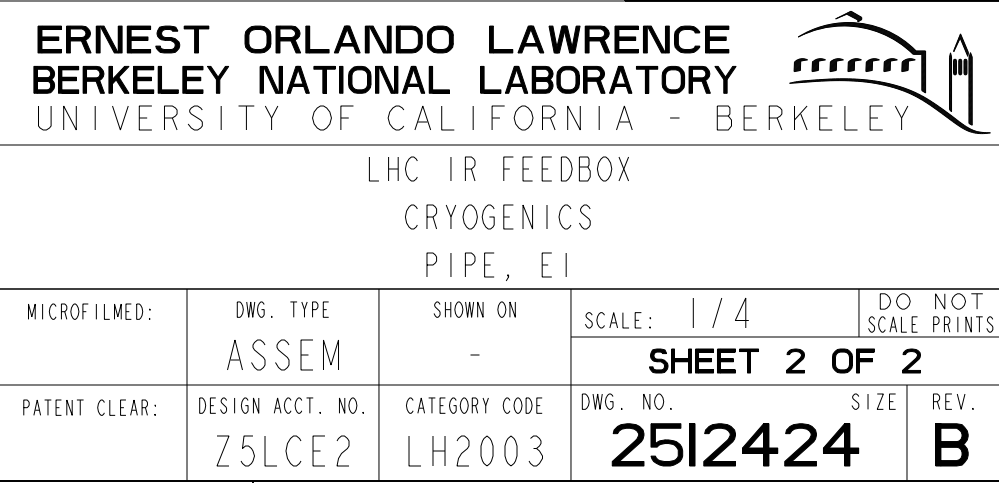 ERNEST ORLANDO LAWRENCE
BERKELEY NATIONAL LABORATORY
UNIVERSITY OF CALIFORNIA - BERKELEY
LHC IR FEEDBOX
CRYOGENICS
PIPE, EI
MICROFILMED:
DWG. TYPE
ASSEM
SHOWN ON
-
SCALE: 1/4
DO NOT
SCALE PRINTS
SHEET 2 OF 2
PATENT CLEAR:
DESIGN ACCT. NO.
Z5LCE2
CATEGORY CODE
LH2003
DWG. NO. SIZE
25I2424
REV.
B